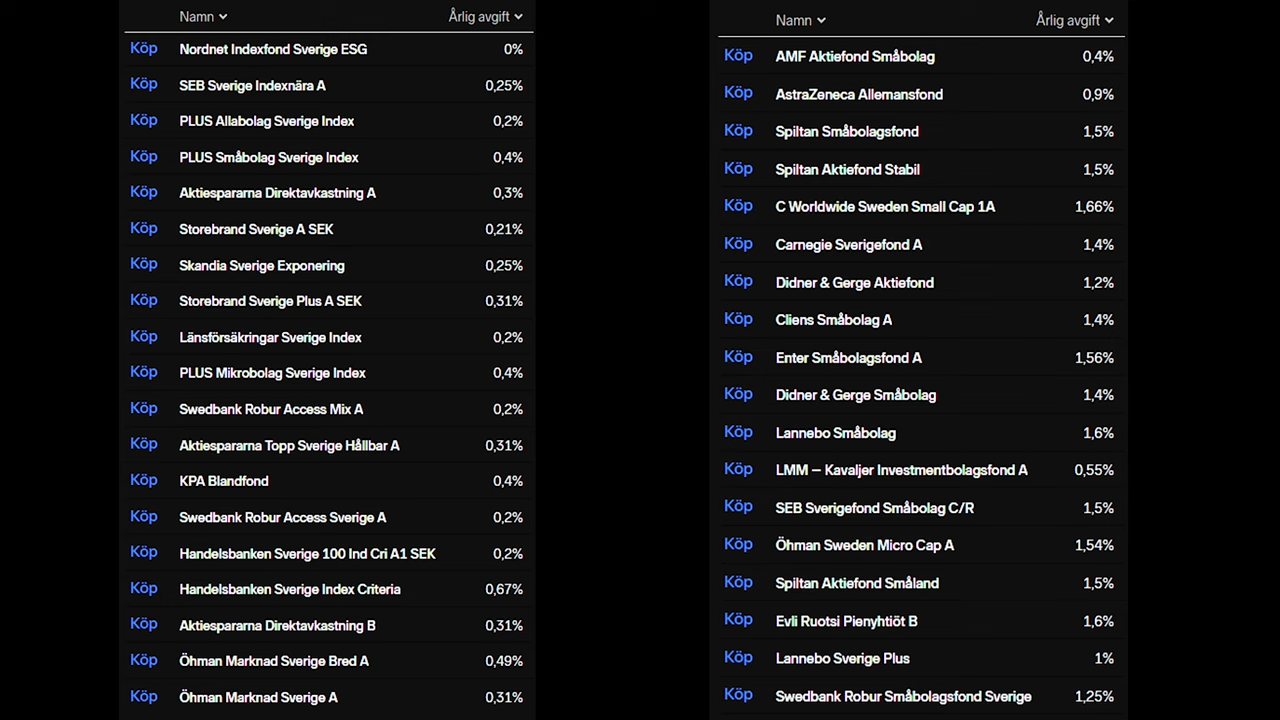 Namn Årlig avgift
Köp Nordnet Indexfond Sverige ESG 0%
Köp SEB Sverige Indexnära A 0,25%
Köp PLUS Allabolag Sverige Index 0,2%
Köp PLUS Småbolag Sverige Index 0,4%
Köp Aktiespararna Direktavkastning A 0,3%
Köp Storebrand Sverige A SEK 0,21%
Köp Skandia Sverige Exponering 0,25%
Köp Storebrand Sverige Plus A SEK 0,31%
Köp Länsförsäkringar Sverige Index 0,2%
Köp PLUS Mikrobolag Sverige Index 0,4%
Köp Swedbank Robur Access Mix A 0,2%
Köp Aktiespararna Topp Sverige Hållbar A 0,31%
Köp KPA Blandfond 0,4%
Köp Swedbank Robur Access Sverige A 0,2%
Köp Handelsbanken Sverige 100 Ind Cri A1 SEK 0,2%
Köp Handelsbanken Sverige Index Criteria 0,67%
Köp Aktiespararna Direktavkastning B 0,31%
Köp Öhman Marknad Sverige Bred A 0,49%
Köp Öhman Marknad Sverige A 0,31%
Namn Årlig avgift
Köp AMF Aktiefond Småbolag 0,4%
Köp AstraZeneca Allemansfond 0,9%
Köp Spiltan Småbolagsfond 1,5%
Köp Spiltan Aktiefond Stabil 1,5%
Köp C Worldwide Sweden Small Cap 1A 1,66%
Köp Carnegie Sverigefond A 1,4%
Köp Didner & Gerge Aktiefond 1,2%
Köp Cliens Småbolag A 1,4%
Köp Enter Småbolagsfond A 1,56%
Köp Didner & Gerge Småbolag 1,4%
Köp Lannebo Småbolag 1,6%
Köp LMM – Kavaljer Investmentbolagsfond A 0,55%
Köp SEB Sverigefond Småbolag C/R 1,5%
Köp Öhman Sweden Micro Cap A 1,54%
Köp Spiltan Aktiefond Småland 1,5%
Köp Evli Ruotsi Pienyhtiöt B 1,6%
Köp Lannebo Sverige Plus 1%
Köp Swedbank Robur Småbolagsfond Sverige 1,25%